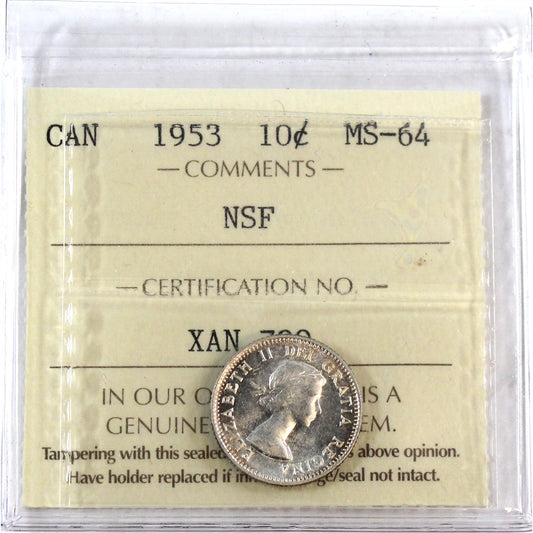 CAN 1953 10¢ MS-64
— COMMENTS —
NSF
— CERTIFICATION NO. —
XAN
IN OUR IS A
GENUINE
Tampering with this sealed above opinion.
Have holder replaced if seal not intact.
ELIZABETH II DEI GRATIA REGINA